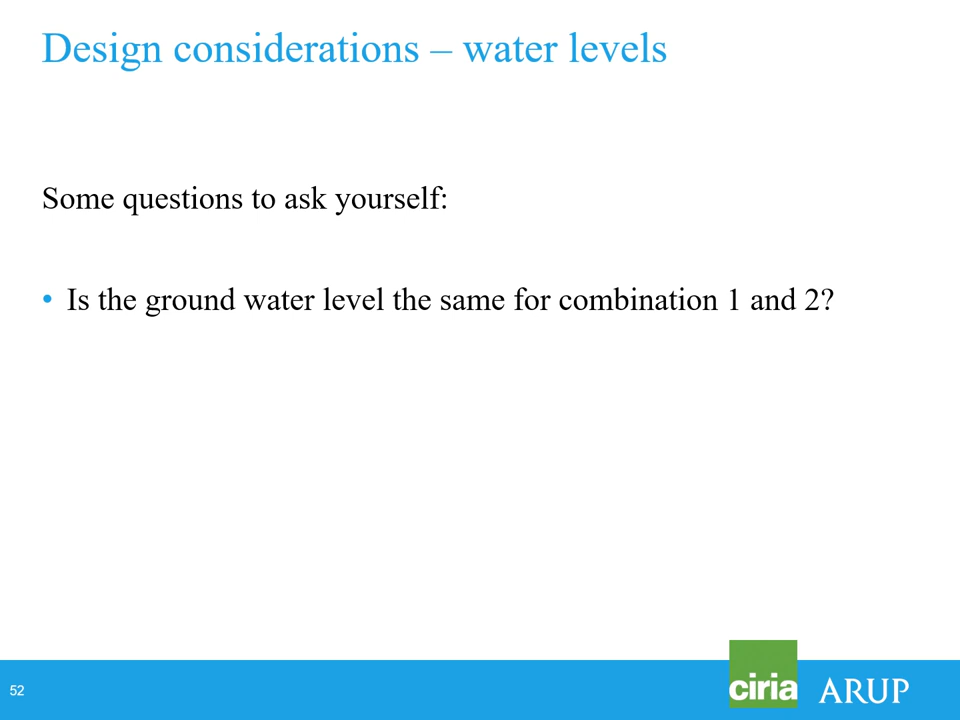 Design considerations – water levels
Some questions to ask yourself:
• Is the ground water level the same for combination 1 and 2?
52
ciria
ARUP